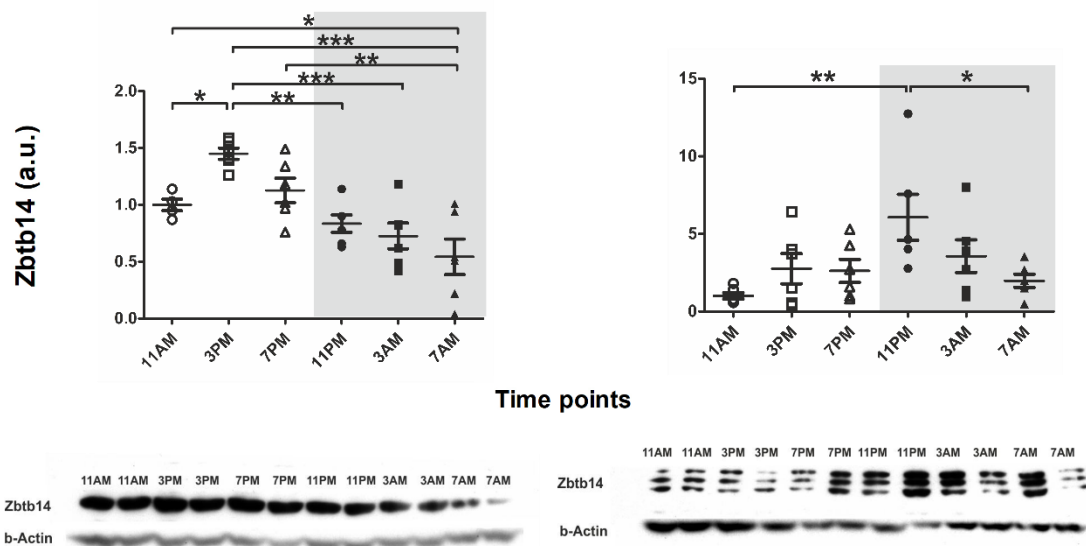 *
***
**
***
* **
2.0
1.5
1.0
0.5
0.0
11AM 3PM 7PM 11PM 3AM 7AM
Zbtb14 (a.u.)
** *
15
10
5
0
11AM 3PM 7PM 11PM 3AM 7AM
Time points
11AM 11AM 3PM 3PM 7PM 7PM 11PM 11PM 3AM 3AM 7AM 7AM
Zbtb14
b-Actin
11AM 11AM 3PM 3PM 7PM 7PM 11PM 11PM 3AM 3AM 7AM 7AM
Zbtb14
b-Actin